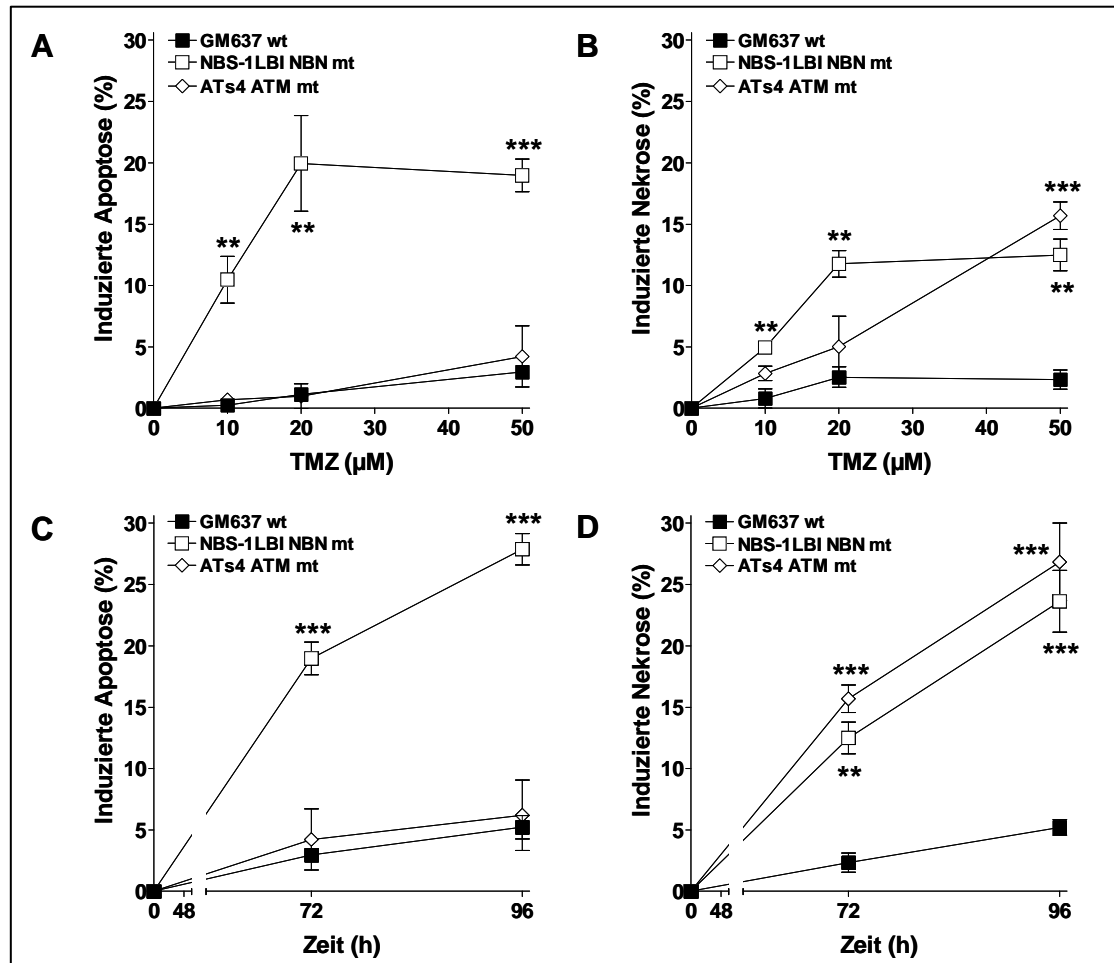 A
GM637 wt
NBS-1LBI NBN mt
ATs4 ATM mt
Induzierte Apoptose (%)
30
25
20
15
10
5
0
**
**
***
0 10 20 30 40 50
TMZ (µM)
B
GM637 wt
NBS-1LBI NBN mt
ATs4 ATM mt
Induzierte Nekrose (%)
30
25
20
15
10
5
0
**
**
***
**
0 10 20 30 40 50
TMZ (µM)
C
GM637 wt
NBS-1LBI NBN mt
ATs4 ATM mt
Induzierte Apoptose (%)
30
25
20
15
10
5
0
***
***
0 48 72 96
Zeit (h)
D
GM637 wt
NBS-1LBI NBN mt
ATs4 ATM mt
Induzierte Nekrose (%)
30
25
20
15
10
5
0
***
***
**
***
0 48 72 96
Zeit (h)